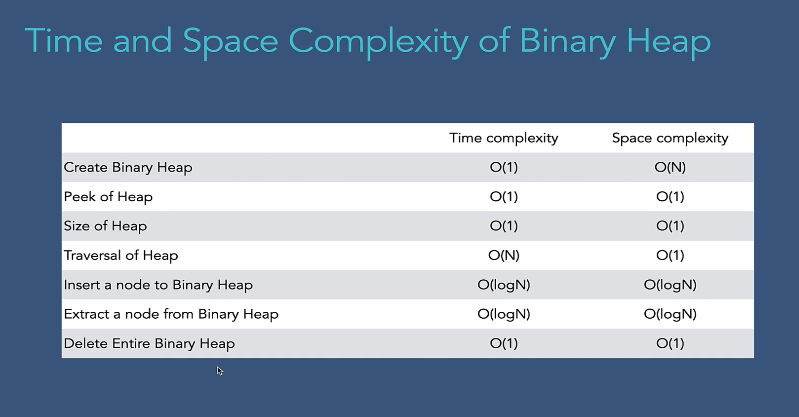 Time and Space Complexity of Binary Heap
Time complexity Space complexity
Create Binary Heap O(1) O(N)
Peek of Heap O(1) O(1)
Size of Heap O(1) O(1)
Traversal of Heap O(N) O(1)
Insert a node to Binary Heap O(logN) O(logN)
Extract a node from Binary Heap O(logN) O(logN)
Delete Entire Binary Heap O(1) O(1)